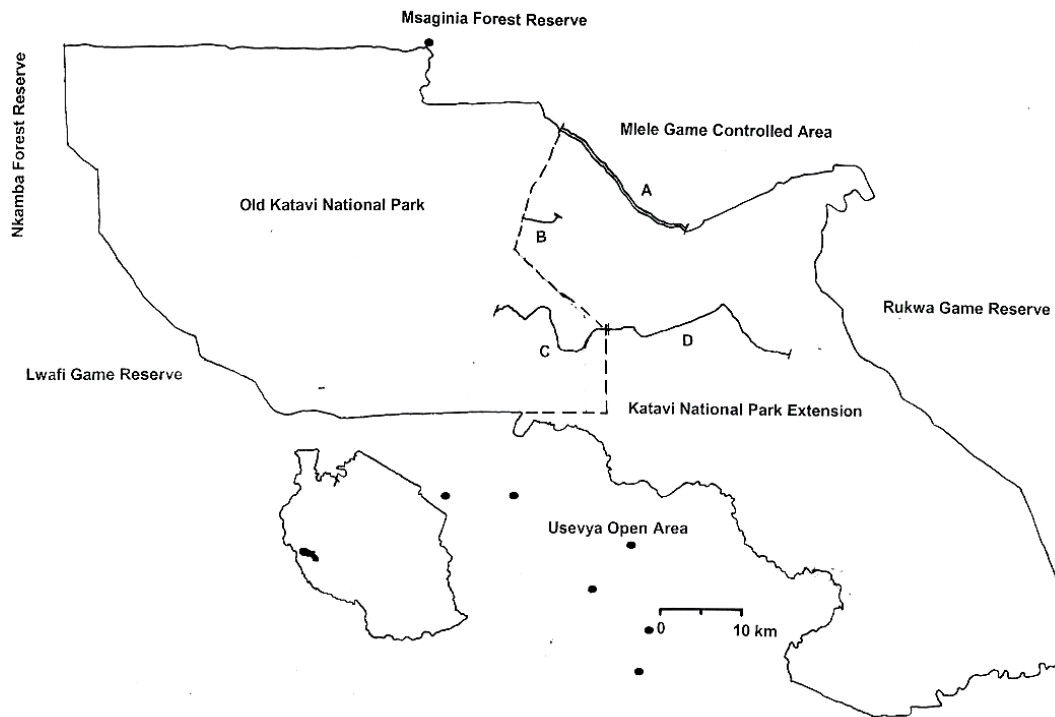 Msaginia Forest Reserve
Nkamba Forest Reserve
Mlele Game Controlled Area
A
Old Katavi National Park
B
Rukwa Game Reserve
C
D
Lwafi Game Reserve
Katavi National Park Extension
Usevya Open Area
0 10 km